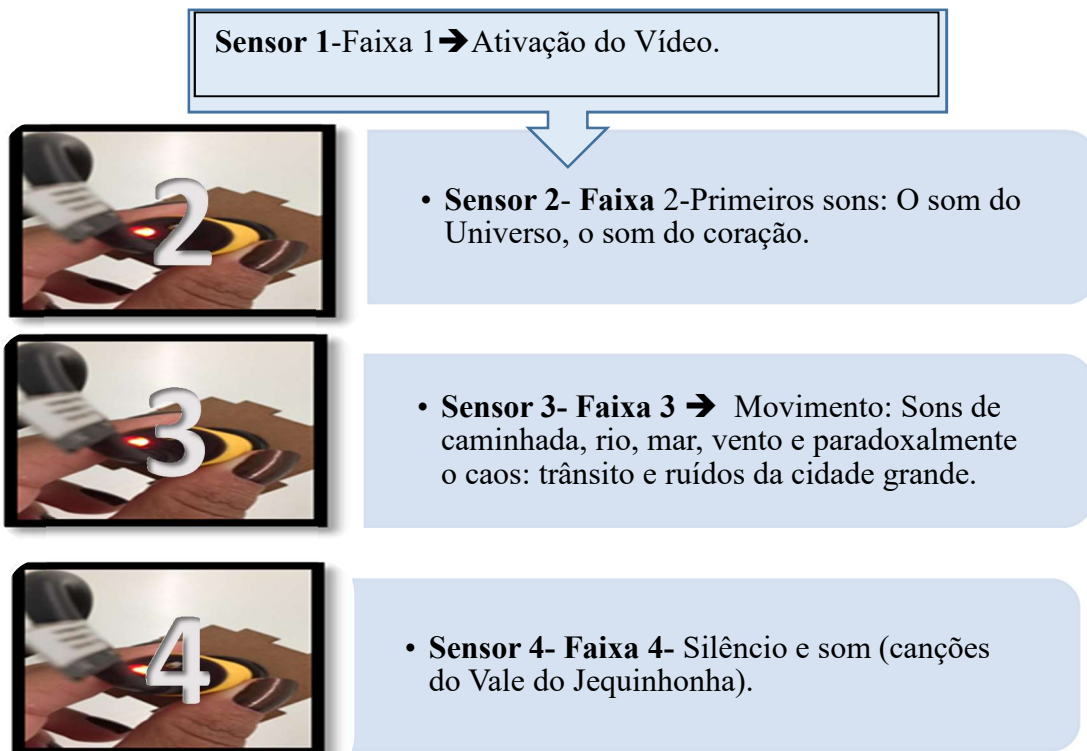 Sensor 1-Faixa 1➔Ativação do Vídeo.
2
• Sensor 2- Faixa 2-Primeiros sons: O som do
Universo, o som do coração.
3
• Sensor 3- Faixa 3 ➔ Movimento: Sons de
caminhada, rio, mar, vento e paradoxalmente
o caos: trânsito e ruídos da cidade grande.
4
• Sensor 4- Faixa 4- Silêncio e som (canções
do Vale do Jequinhonha).